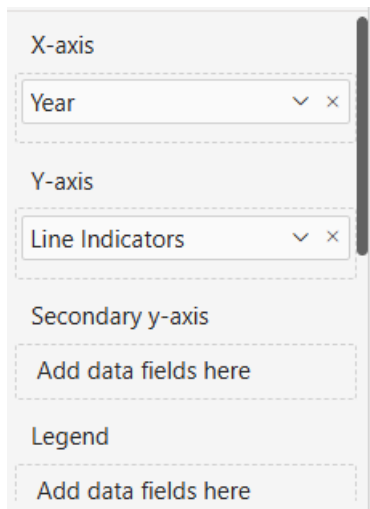 X-axis
Year
Y-axis
Line Indicators
Secondary y-axis
Add data fields here
Legend
Add data fields here